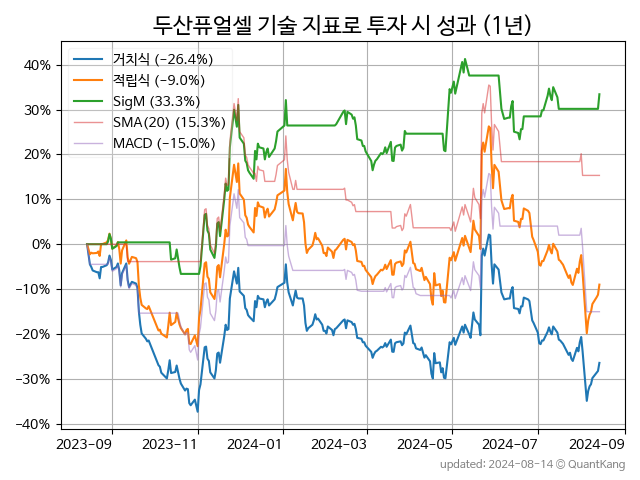 두산퓨얼셀 기술 지표로 투자 시 성과 (1년)
거치식 (−26.4%)
적립식 (−9.0%)
SigM (33.3%)
SMA(20) (15.3%)
MACD (−15.0%)
40%
30%
20%
10%
0%
−10%
−20%
−30%
−40%
2023-09 2023-11 2024-01 2024-03 2024-05 2024-07 2024-09
updated: 2024-08-14 © QuantKang